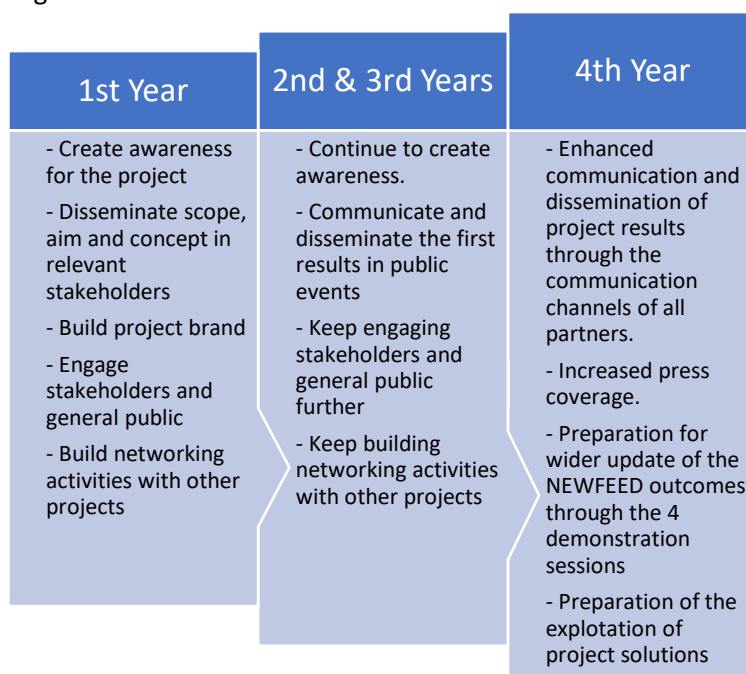 1st Year
- Create awareness
for the project
- Disseminate scope,
aim and concept in
relevant
stakeholders
- Build project brand
- Engage
stakeholders and
general public
- Build networking
activities with other
projects
2nd & 3rd Years
- Continue to create
awareness.
- Communicate and
disseminate the first
results in public
events
- Keep engaging
stakeholders and
general public
further
- Keep building
networking activities
with other projects
4th Year
- Enhanced
communication and
dissemination of
project results
through the
communication
channels of all
partners.
- Increased press
coverage.
- Preparation for
wider update of the
NEWFEED outcomes
through the 4
demonstration
sessions
- Preparation of the
explotation of
project solutions